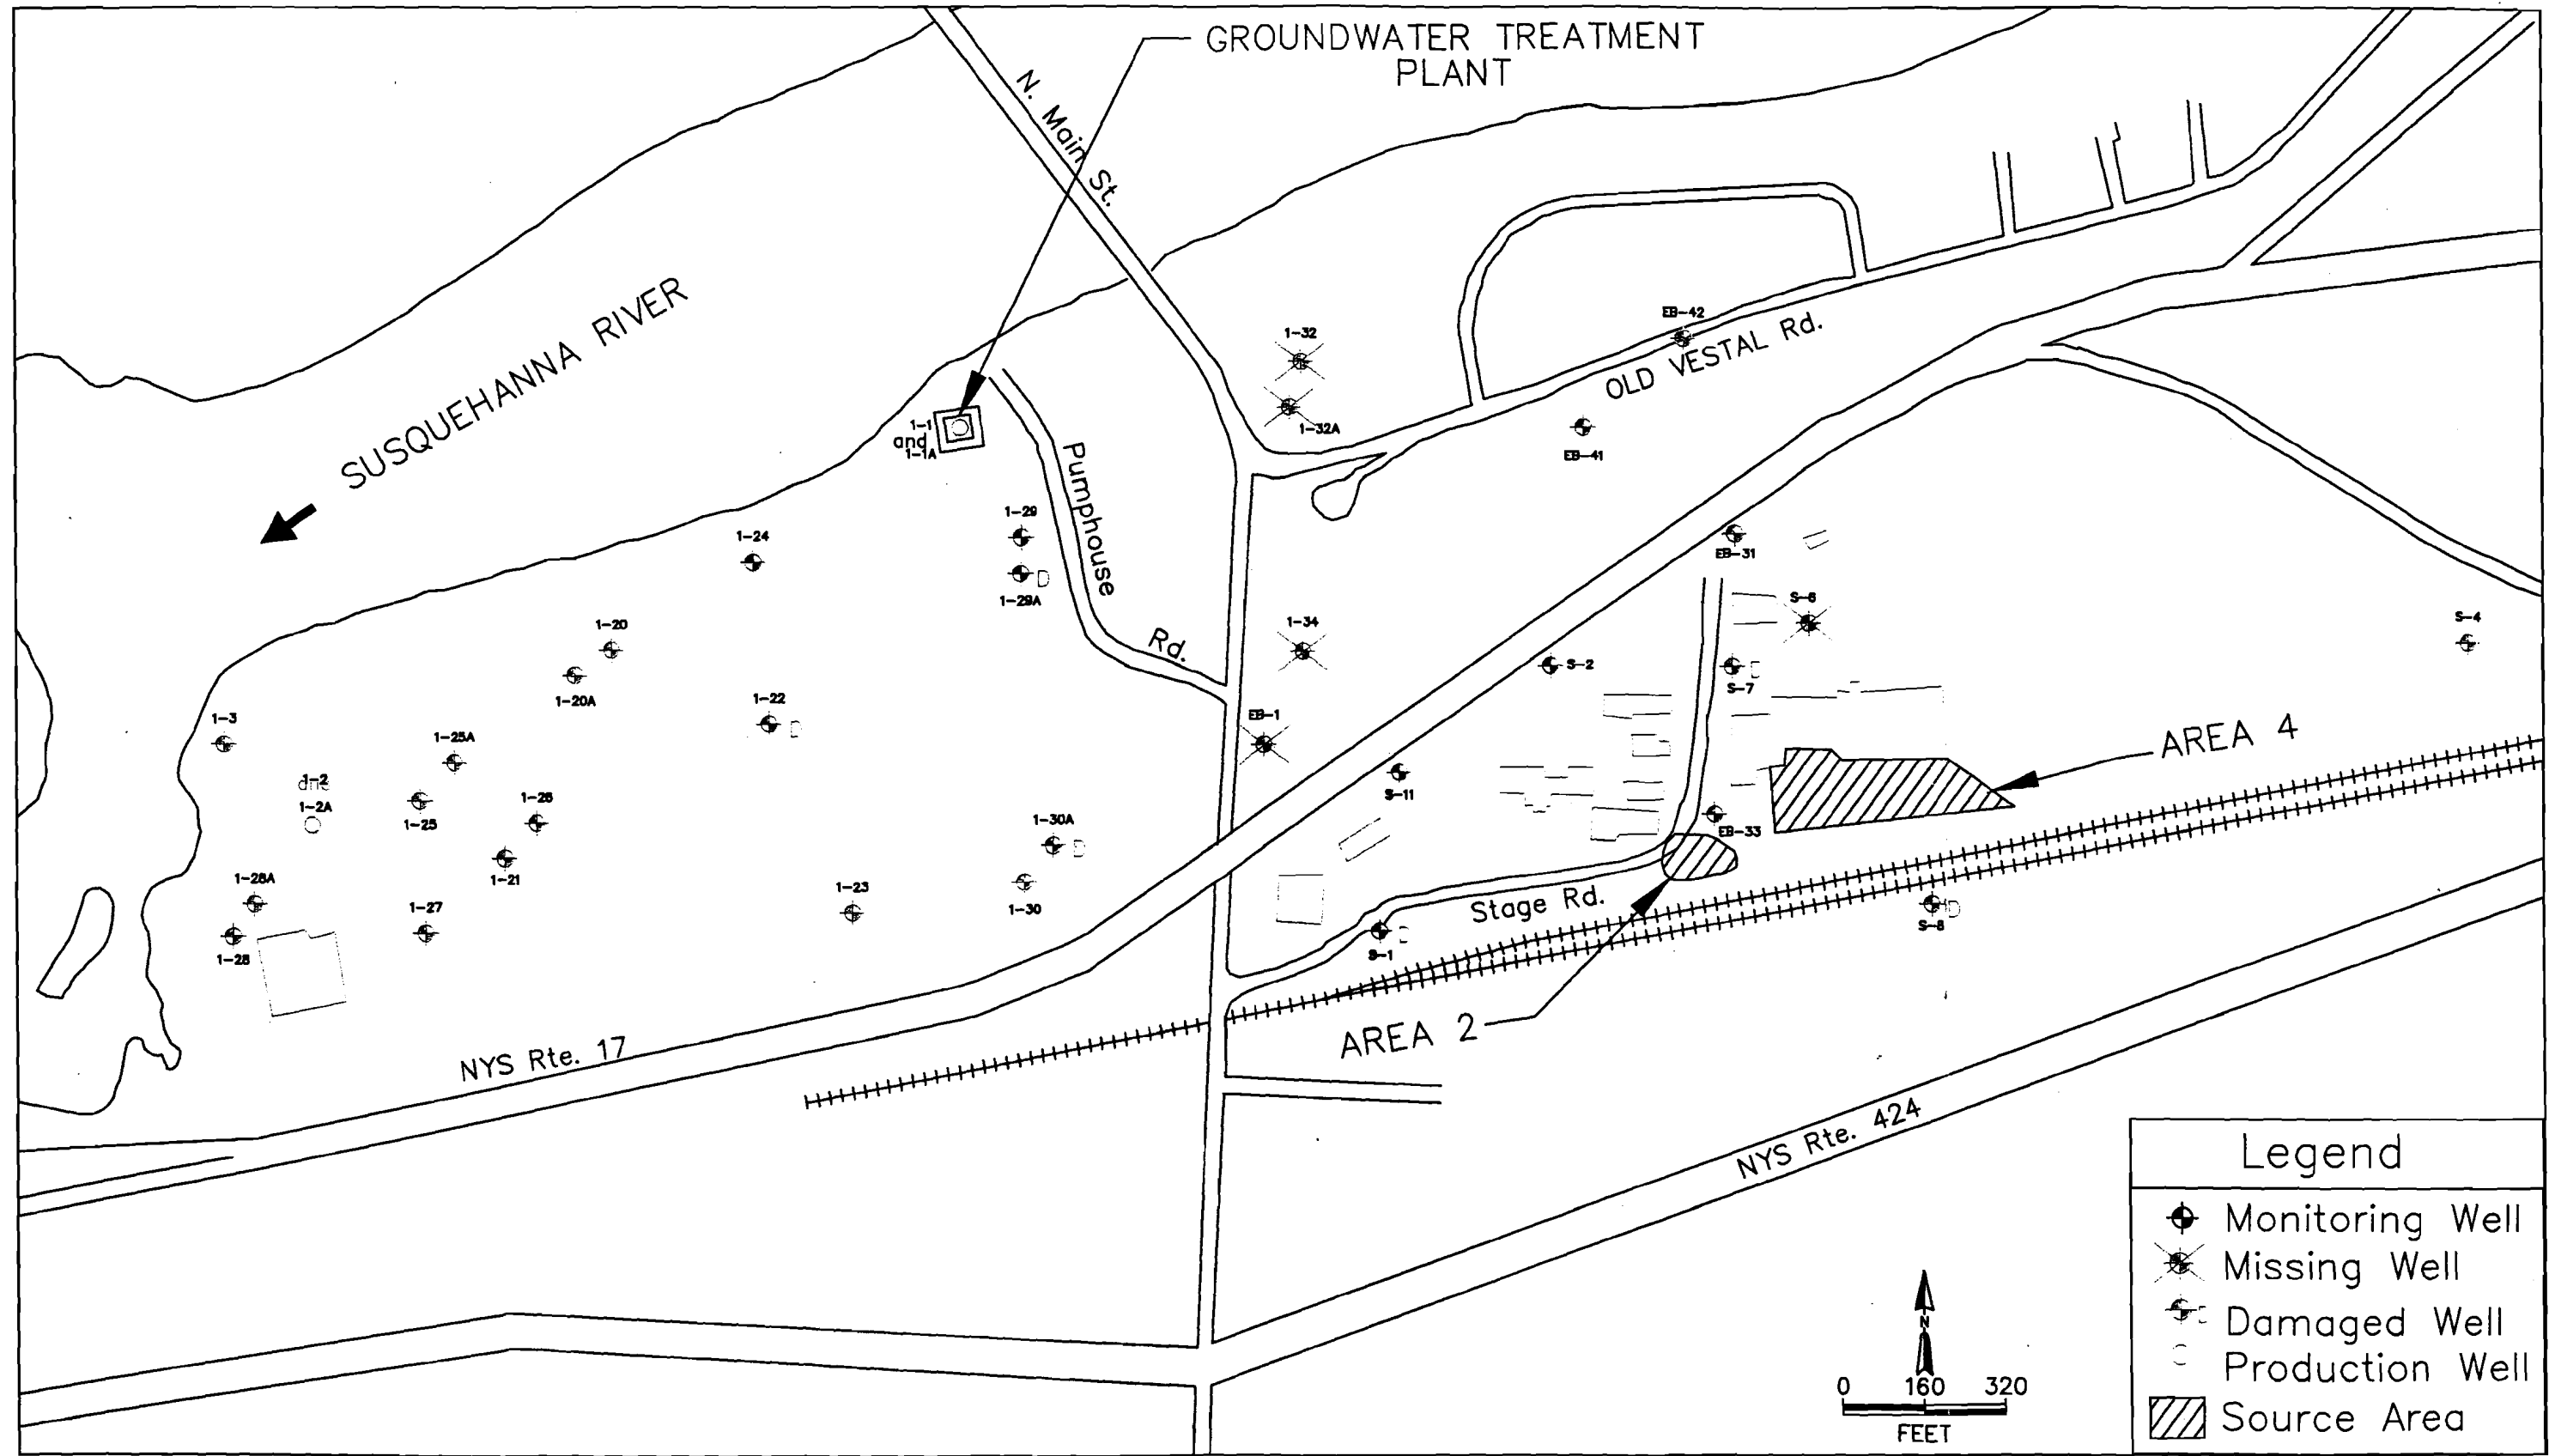 GROUNDWATER TREATMENT
PLANT
N. Main St.
SUSQUEHANNA RIVER
1-32
1-32A
EB-42
OLD VESTAL Rd.
EB-41
1-1
and
1-1A
Pumphouse
Rd.
1-29
D
1-29A
1-24
EB-31
1-20
1-20A
1-34
S-6
S-4
S-2
S-7
1-22
D
1-3
EB-1
1-25A
AREA 4
1-2
1-2A
1-25
1-26
S-11
EB-33
1-30A
D
1-21
1-28A
1-23
1-30
1-27
Stage Rd.
D
S-8
1-28
S-1
AREA 2
NYS Rte. 17
NYS Rte. 424
Legend
Monitoring Well
Missing Well
Damaged Well
Production Well
Source Area
N
0 160 320
FEET